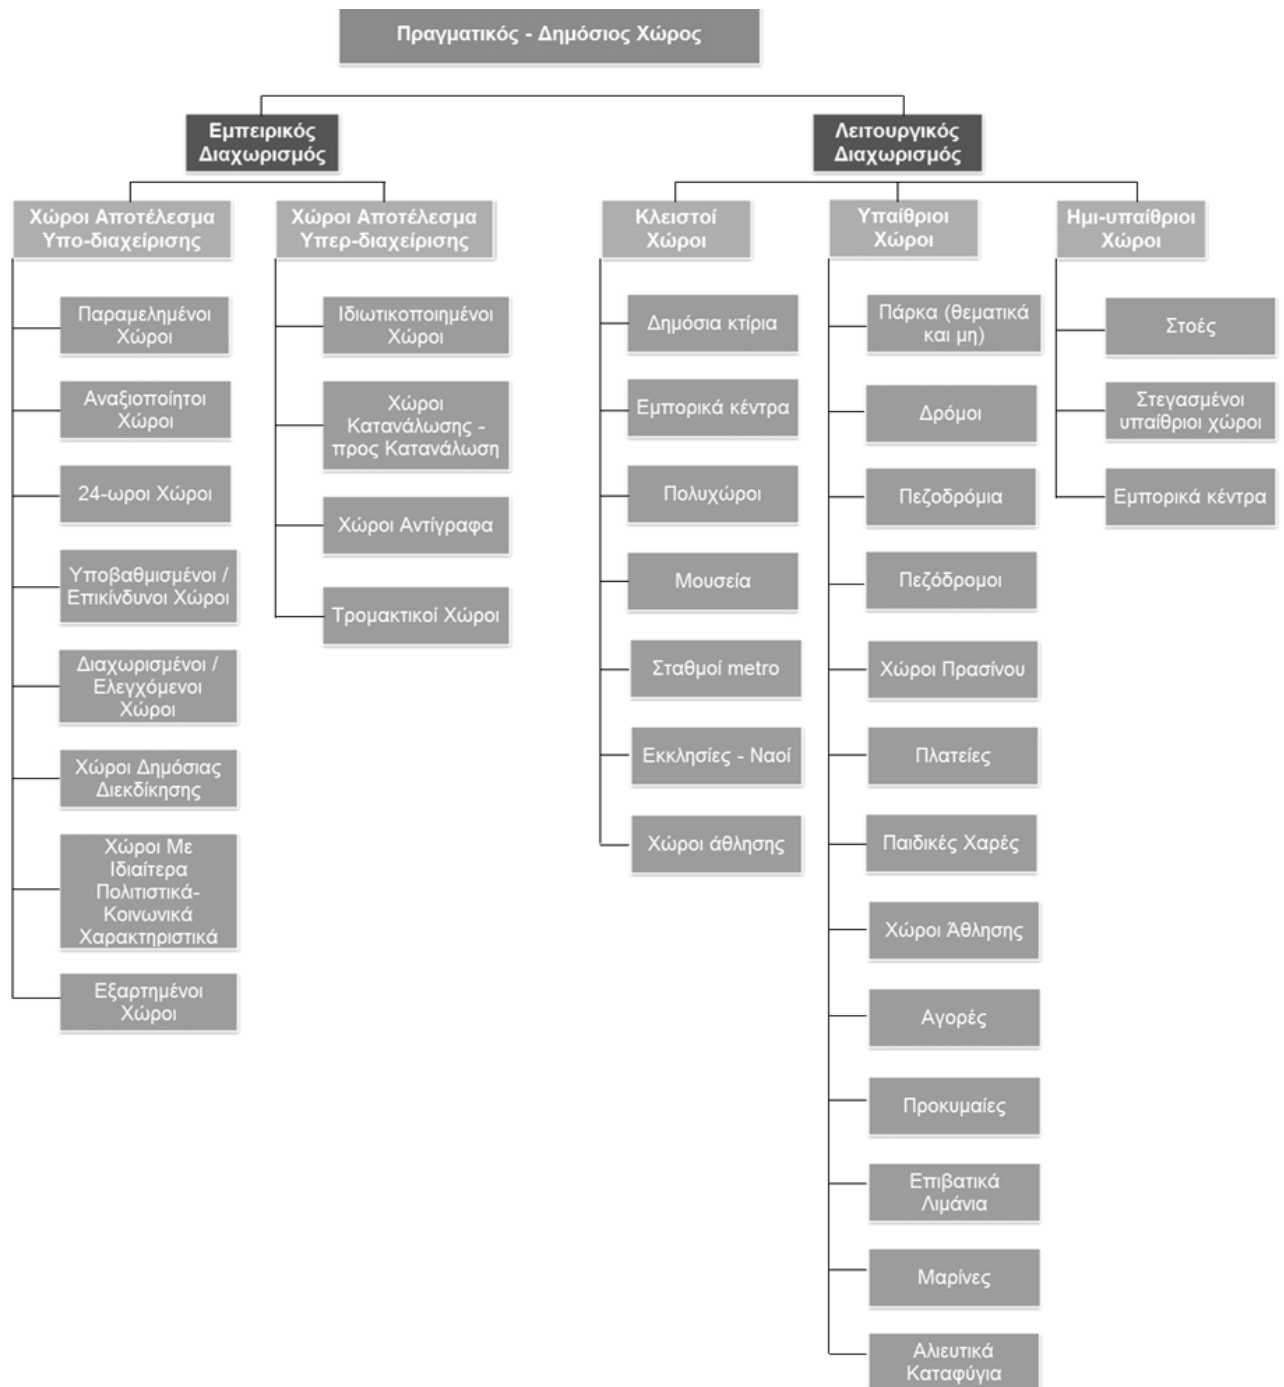 Πραγματικός - Δημόσιος Χώρος
Εμπειρικός
Διαχωρισμός
Λειτουργικός
Διαχωρισμός
Χώροι Αποτέλεσμα
Υπο-διαχείρισης
Χώροι Αποτέλεσμα
Υπερ-διαχείρισης
Κλειστοί
Χώροι
Υπαίθριοι
Χώροι
Ημι-υπαίθριοι
Χώροι
Παραμελημένοι
Χώροι
Αναξιοποίητοι
Χώροι
24-ωροι Χώροι
Υποβαθμισμένοι /
Επικίνδυνοι Χώροι
Διαχωρισμένοι /
Ελεγχόμενοι
Χώροι
Χώροι Δημόσιας
Διεκδίκησης
Χώροι Με
Ιδιαίτερα
Πολιτιστικά-
Κοινωνικά
Χαρακτηριστικά
Εξαρτημένοι
Χώροι
Ιδιωτικοποιημένοι
Χώροι
Χώροι
Κατανάλωσης -
προς Κατανάλωση
Χώροι Αντίγραφα
Τρομακτικοί Χώροι
Δημόσια κτίρια
Εμπορικά κέντρα
Πολυχώροι
Μουσεία
Σταθμοί metro
Εκκλησίες - Ναοί
Χώροι άθλησης
Πάρκα (θεματικά
και μη)
Δρόμοι
Πεζοδρόμια
Πεζόδρομοι
Χώροι Πρασίνου
Πλατείες
Παιδικές Χαρές
Χώροι Άθλησης
Αγορές
Προκυμαίες
Επιβατικά
Λιμάνια
Μαρίνες
Αλιευτικά
Καταφύγια
Στοές
Στεγασμένοι
υπαίθριοι χώροι
Εμπορικά κέντρα